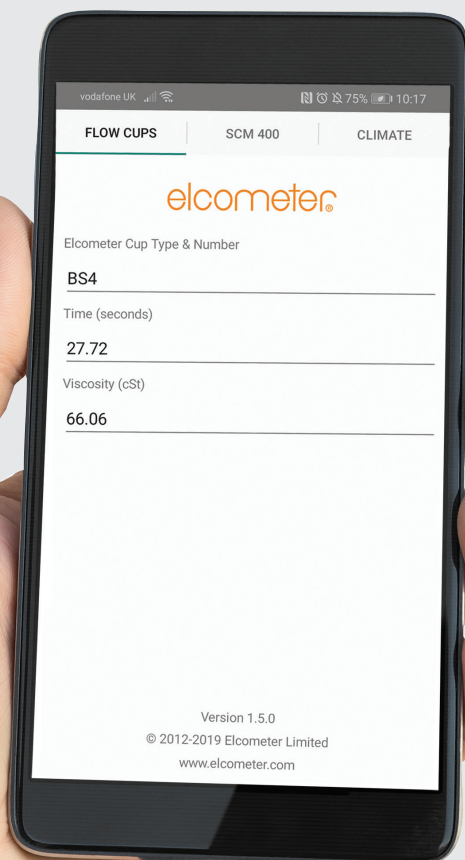 vodafone UK 75% 10:17
FLOW CUPS SCM 400 CLIMATE
elcometer
Elcometer Cup Type & Number
BS4
Time (seconds)
27.72
Viscosity (cSt)
66.06
Version 1.5.0
© 2012-2019 Elcometer Limited
www.elcometer.com